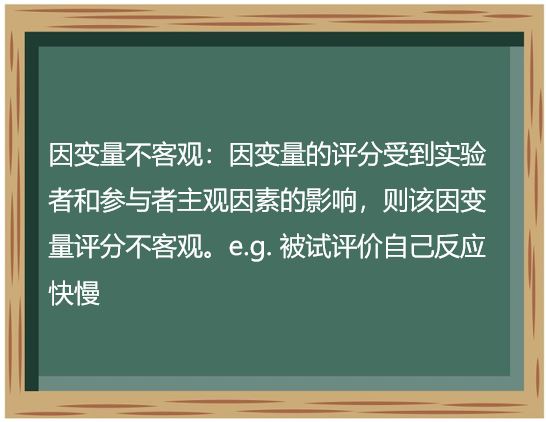 因变量不客观：因变量的评分受到实验
者和参与者主观因素的影响，则该因变
量评分不客观。e.g. 被试评价自己反应
快慢